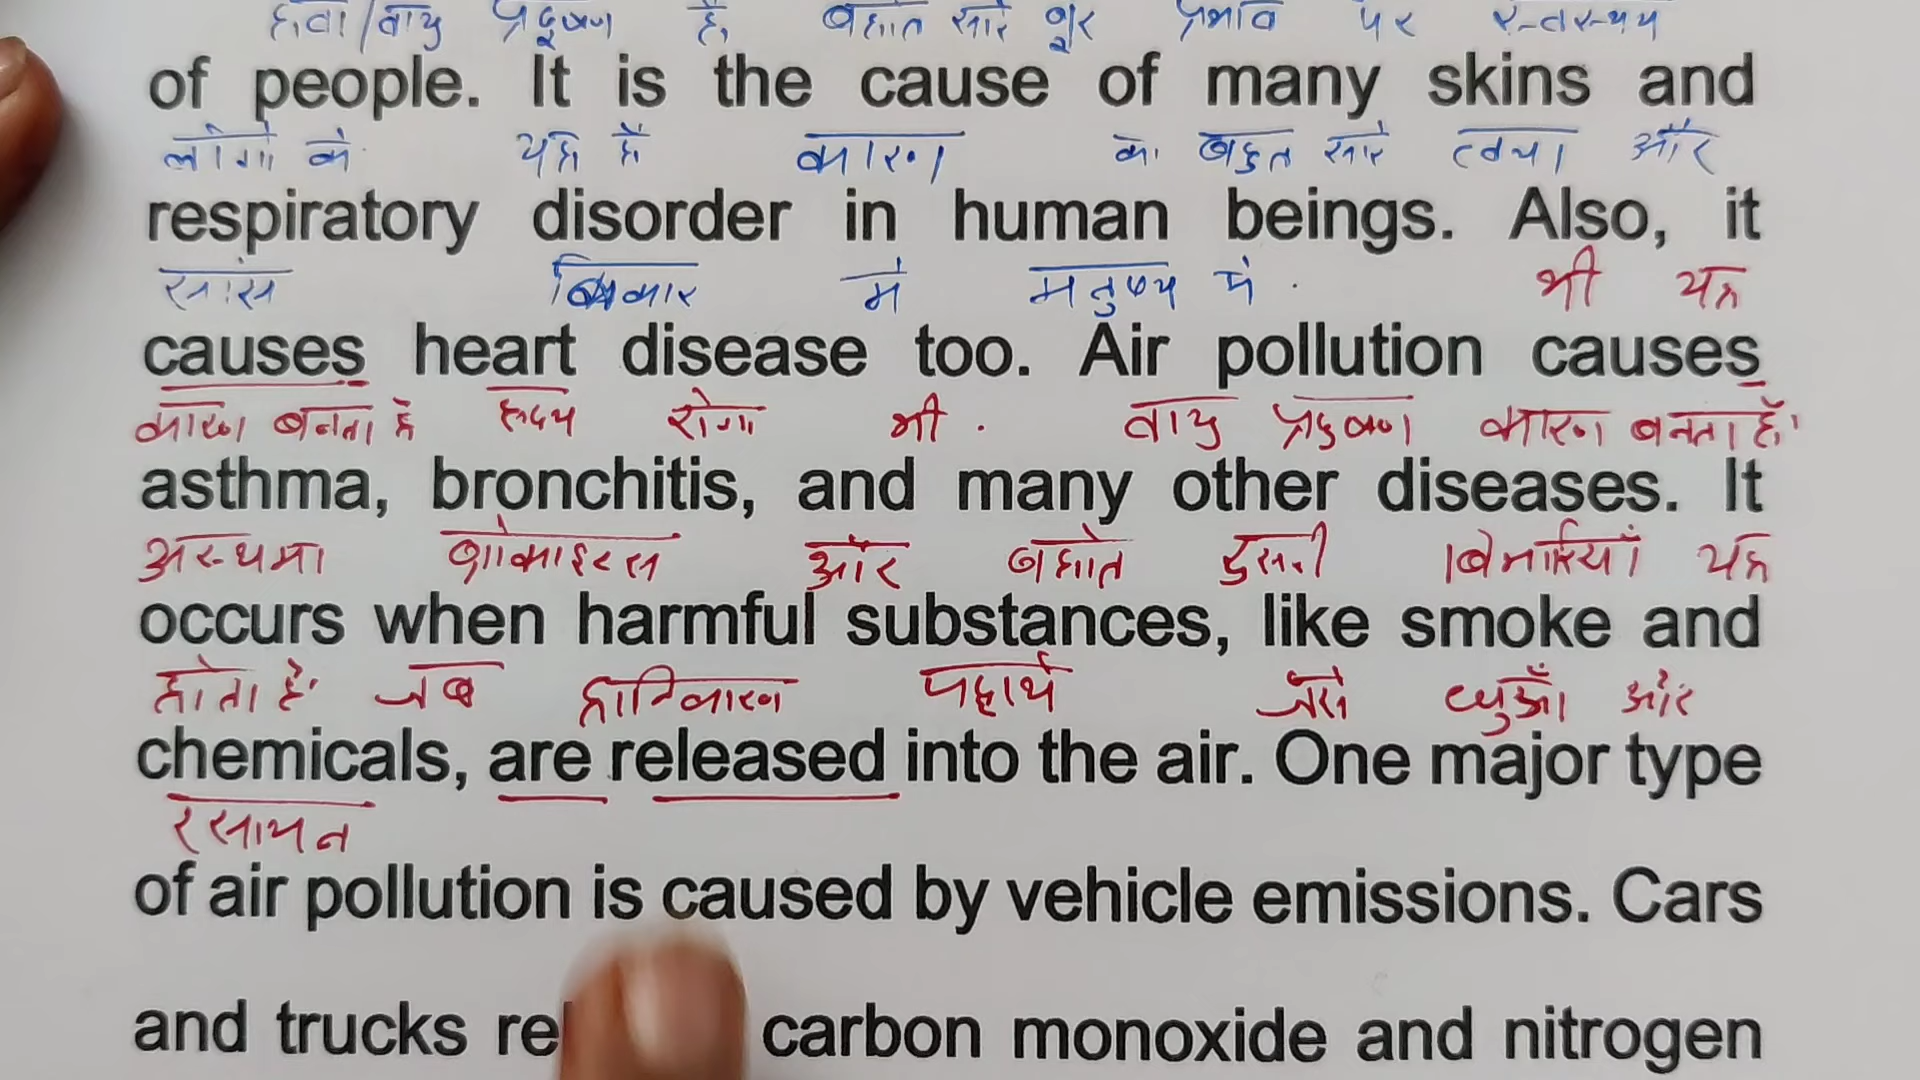 हवा/वायु प्रदूषण है, बहोत सारे बूर प्रभाव पर
of people. It is the cause of many skins and
लोगो के यह है कारण का बहुत सारे त्वचा और
respiratory disorder in human beings. Also, it
सांस विकार में मनुष्य में. भी यह
causes heart disease too. Air pollution causes
कारण बनता है हृदय रोग भी. वायु प्रदुषण कारण बनता है.
asthma, bronchitis, and many other diseases. It
अस्थमा और बहोत दुसरी बिमारियाँ यह
occurs when harmful substances, like smoke and
होता है. जब हानिकारण जैसे और
chemicals, are released into the air. One major type
रसायन
of air pollution is caused by vehicle emissions. Cars
and trucks re carbon monoxide and nitrogen